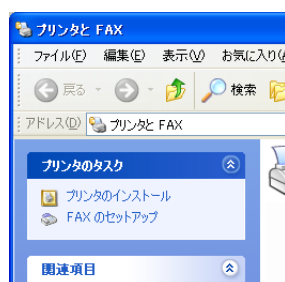 プリンタと FAX
ファイル(F) 編集(E) 表示(V) お気に入り(A
戻る 検索
アドレス(D) プリンタと FAX
プリンタのタスク
プリンタのインストール
FAX のセットアップ
関連項目